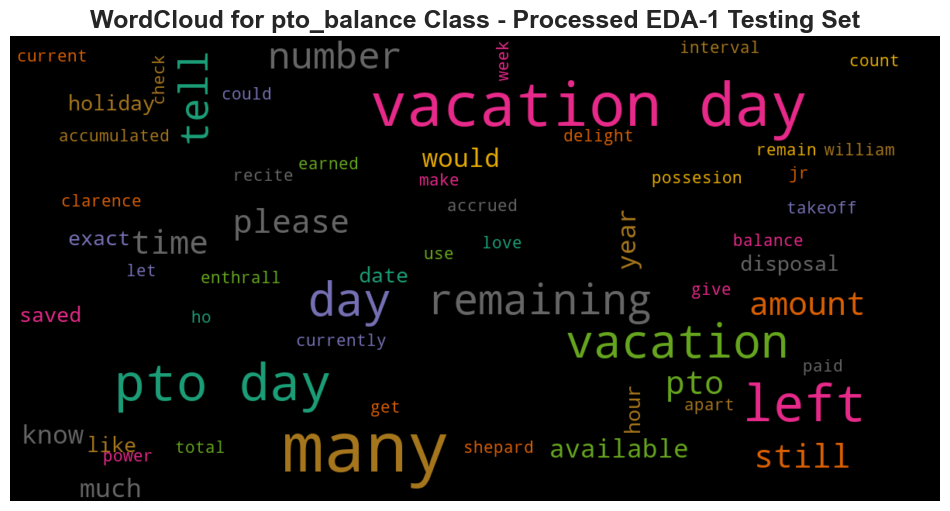 WordCloud for pto_balance Class - Processed EDA-1 Testing Set
current
check
tell
number
week
interval
count
holiday
could
vacation day
accumulated
delight
earned
would
remain
william
recite
make
possesion
jr
clarence
accrued
takeoff
please
year
exact
time
love
balance
let
enthrall
date
use
disposal
saved
ho
day
remaining
give
amount
currently
vacation
paid
pto day
pto
left
get
hour
apart
know
like
power
total
many
shepard
available
still
much